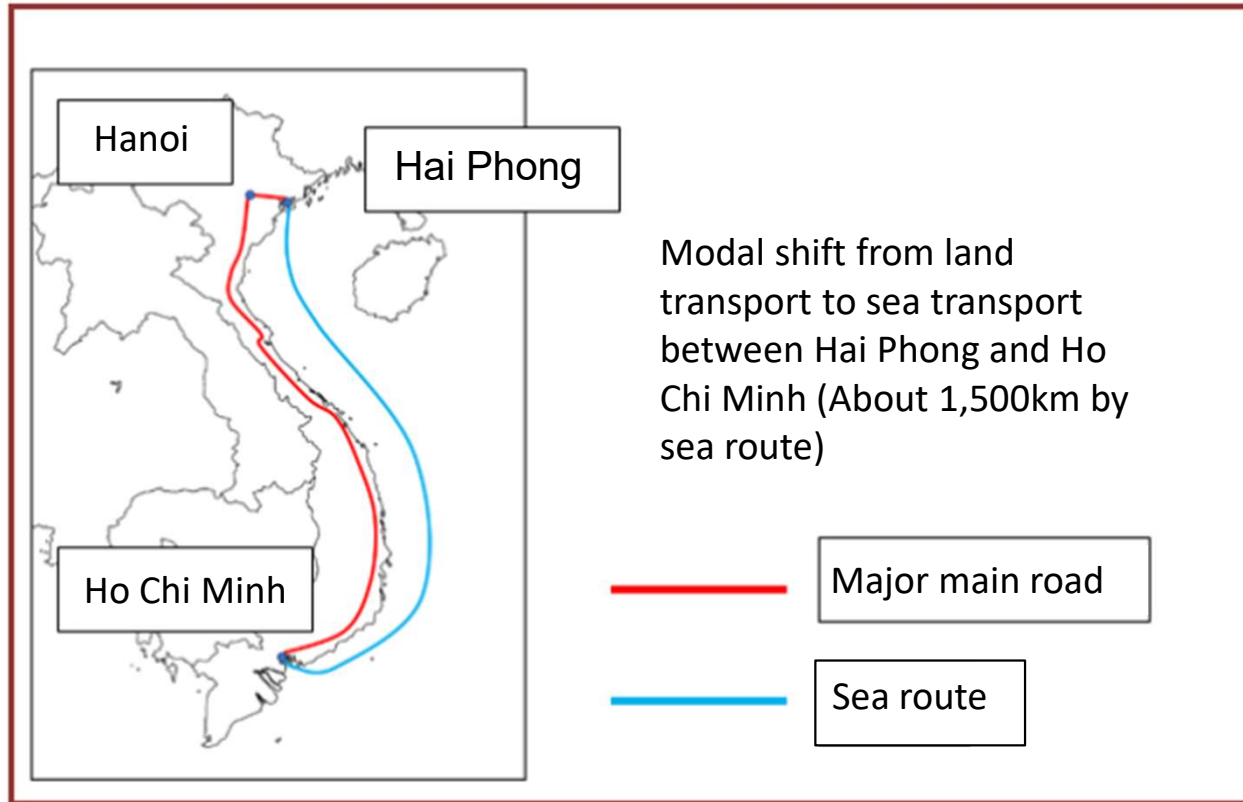 Hanoi
Hai Phong
Modal shift from land
transport to sea transport
between Hai Phong and Ho
Chi Minh (About 1,500km by
sea route)
Ho Chi Minh
Major main road
Sea route